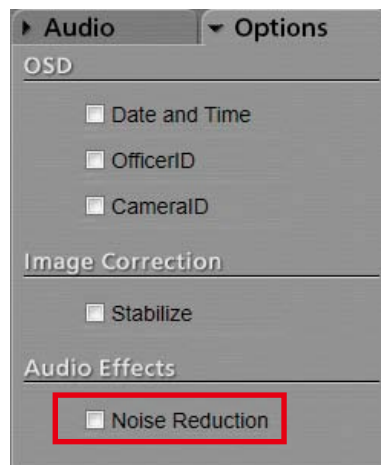 Audio Options
OSD
Date and Time
OfficerID
CameraID
Image Correction
Stabilize
Audio Effects
Noise Reduction